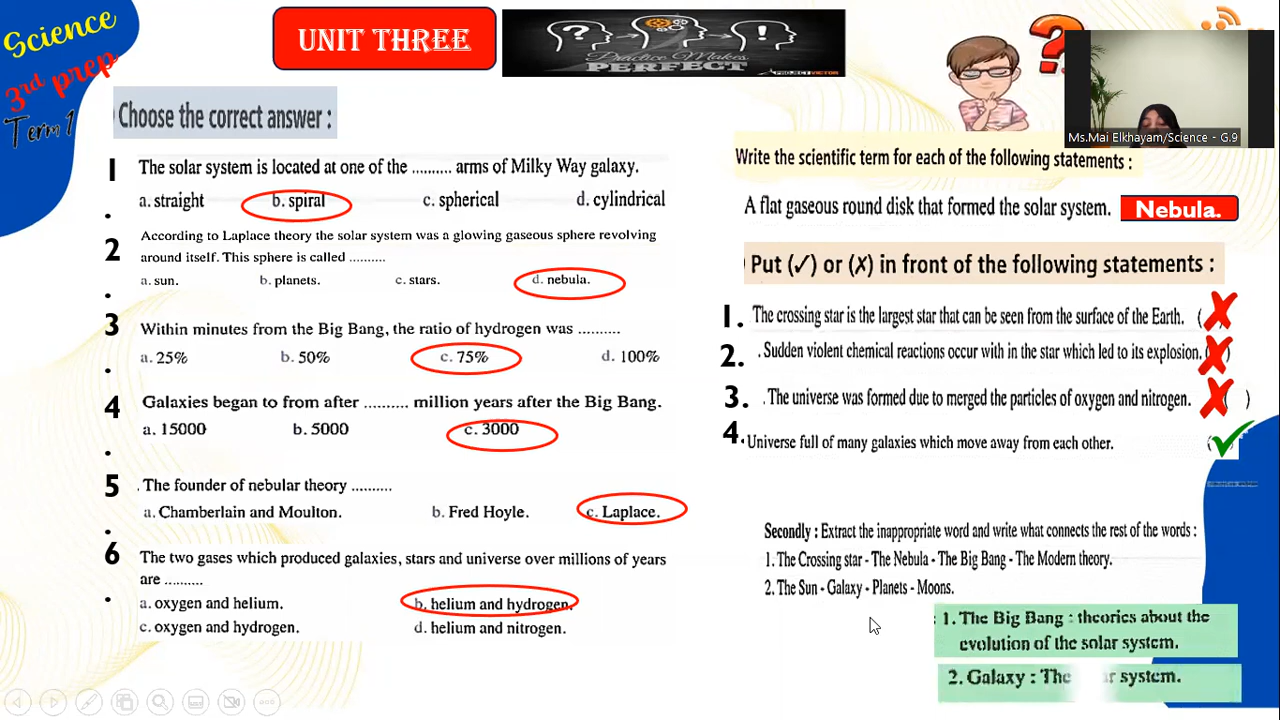 Science
3rd prep
Term 1
UNIT THREE
Practice Makes
PERFECT
PROJECT VICTOR
Ms.Mai Elkhayam/Science - G.9
Choose the correct answer :
1
The solar system is located at one of the .......... arms of Milky Way galaxy.
a. straight b. spiral c. spherical d. cylindrical
.
2
According to Laplace theory the solar system was a glowing gaseous sphere revolving
around itself. This sphere is called ..........
a. sun. b. planets. c. stars. d. nebula.
.
3
Within minutes from the Big Bang, the ratio of hydrogen was ..........
a. 25% b. 50% c. 75% d. 100%
.
4
Galaxies began to from after .......... million years after the Big Bang.
a. 15000 b. 5000 c. 3000
.
5
. The founder of nebular theory ..........
a. Chamberlain and Moulton. b. Fred Hoyle. c. Laplace.
.
6
The two gases which produced galaxies, stars and universe over millions of years
are ..........
a. oxygen and helium. b. helium and hydrogen.
.
c. oxygen and hydrogen. d. helium and nitrogen.
Write the scientific term for each of the following statements :
A flat gaseous round disk that formed the solar system. Nebula.
Put (✓) or (✗) in front of the following statements :
1. The crossing star is the largest star that can be seen from the surface of the Earth. ( ✗
2. . Sudden violent chemical reactions occur with in the star which led to its explosion. ( ✗ )
3. . The universe was formed due to merged the particles of oxygen and nitrogen. ✗ ( )
4. Universe full of many galaxies which move away from each other. ( ✓
Secondly : Extract the inappropriate word and write what connects the rest of the words :
1. The Crossing star - The Nebula - The Big Bang - The Modern theory.
2. The Sun - Galaxy - Planets - Moons.
: 1. The Big Bang : theories about the
evolution of the solar system.
2. Galaxy : The system.